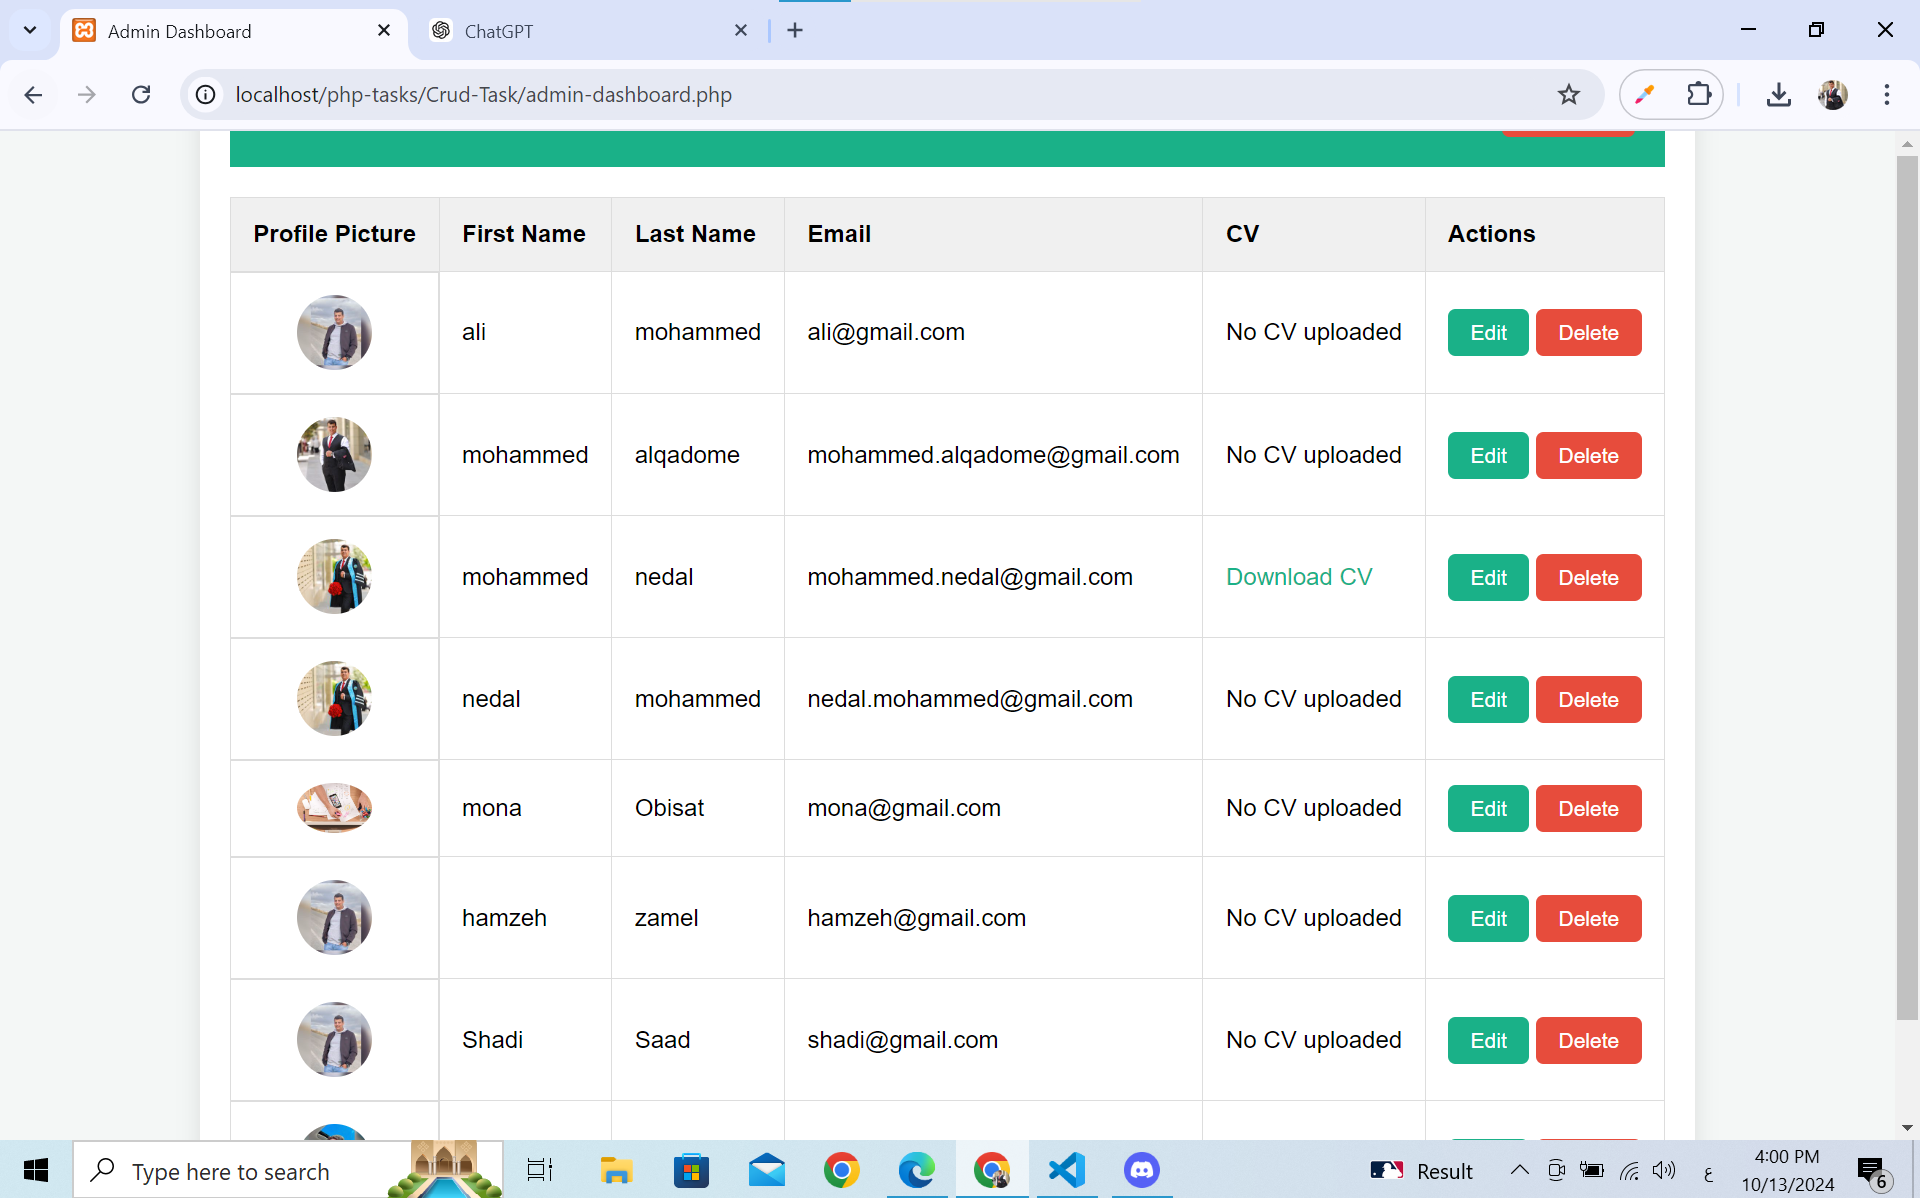 Admin Dashboard
ChatGPT
localhost/php-tasks/Crud-Task/admin-dashboard.php
Profile Picture First Name Last Name Email CV Actions
ali mohammed ali@gmail.com No CV uploaded Edit Delete
mohammed alqadome mohammed.alqadome@gmail.com No CV uploaded Edit Delete
mohammed nedal mohammed.nedal@gmail.com Download CV Edit Delete
nedal mohammed nedal.mohammed@gmail.com No CV uploaded Edit Delete
mona Obisat mona@gmail.com No CV uploaded Edit Delete
hamzeh zamel hamzeh@gmail.com No CV uploaded Edit Delete
Shadi Saad shadi@gmail.com No CV uploaded Edit Delete
Type here to search
Result
ع
4:00 PM
10/13/2024
6